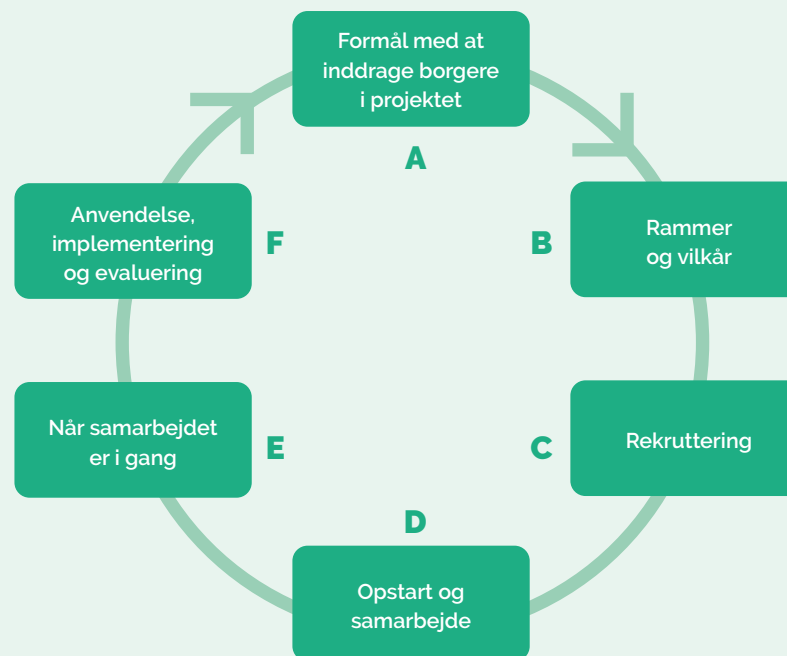 Formål med at
inddrage borgere
i projektet
A
Rammer
og vilkår
B
Rekruttering
C
D
Opstart og
samarbejde
Når samarbejdet
er i gang
E
Anvendelse,
implementering
og evaluering
F